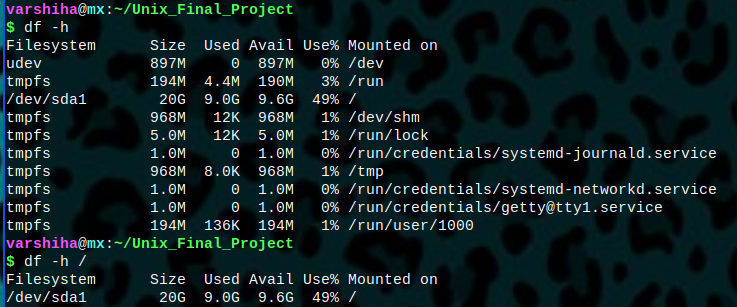 varshiha@mx:~/Unix_Final_Project
$ df -h
Filesystem      Size  Used Avail Use% Mounted on
udev            897M     0  897M   0% /dev
tmpfs           194M  4.4M  190M   3% /run
/dev/sda1        20G  9.0G  9.6G  49% /
tmpfs           968M   12K  968M   1% /dev/shm
tmpfs           5.0M   12K  5.0M   1% /run/lock
tmpfs           1.0M     0  1.0M   0% /run/credentials/systemd-journald.service
tmpfs           968M  8.0K  968M   1% /tmp
tmpfs           1.0M     0  1.0M   0% /run/credentials/systemd-networkd.service
tmpfs           1.0M     0  1.0M   0% /run/credentials/getty@tty1.service
tmpfs           194M  136K  194M   1% /run/user/1000
varshiha@mx:~/Unix_Final_Project
$ df -h /
Filesystem      Size  Used Avail Use% Mounted on
/dev/sda1        20G  9.0G  9.6G  49% /